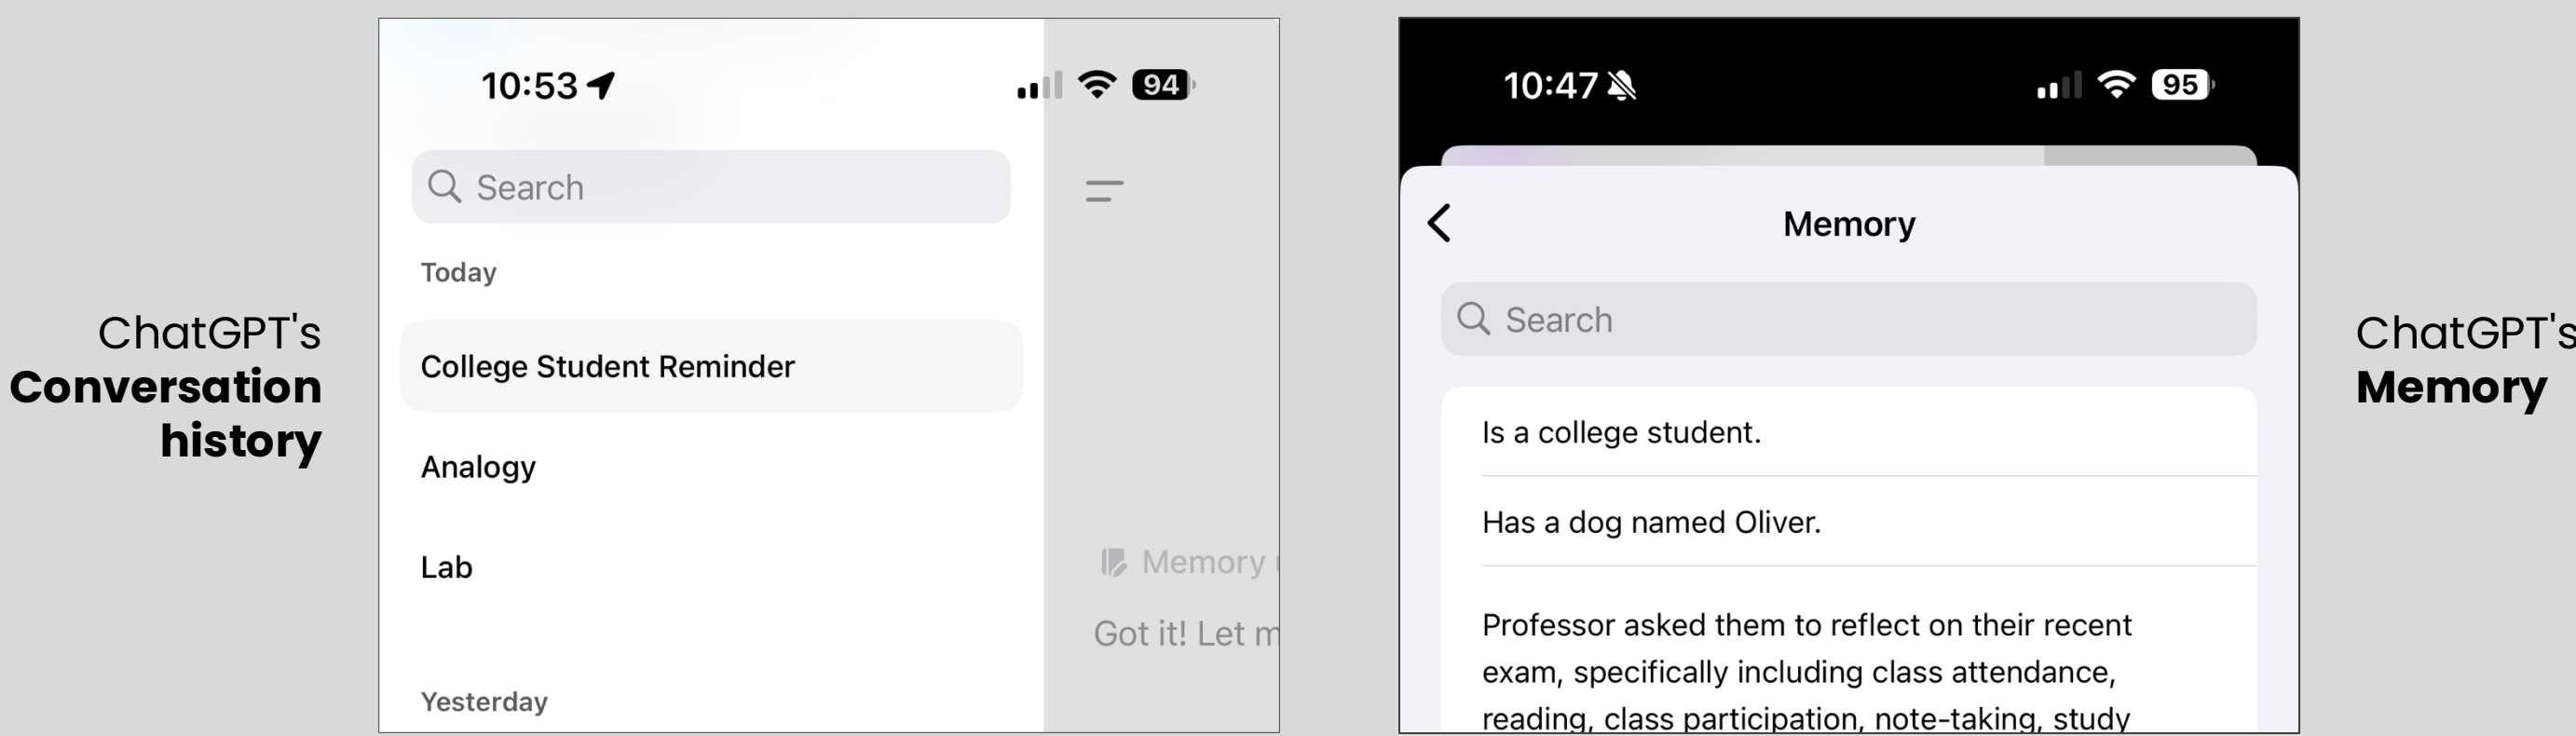 ChatGPT's
Conversation
history
10:53
94
Search
Today
College Student Reminder
Analogy
Lab
Yesterday
Memory
Got it! Let m
10:47
95
Memory
Search
Is a college student.
Has a dog named Oliver.
Professor asked them to reflect on their recent
exam, specifically including class attendance,
reading, class participation, note-taking, study
ChatGPT's
Memory